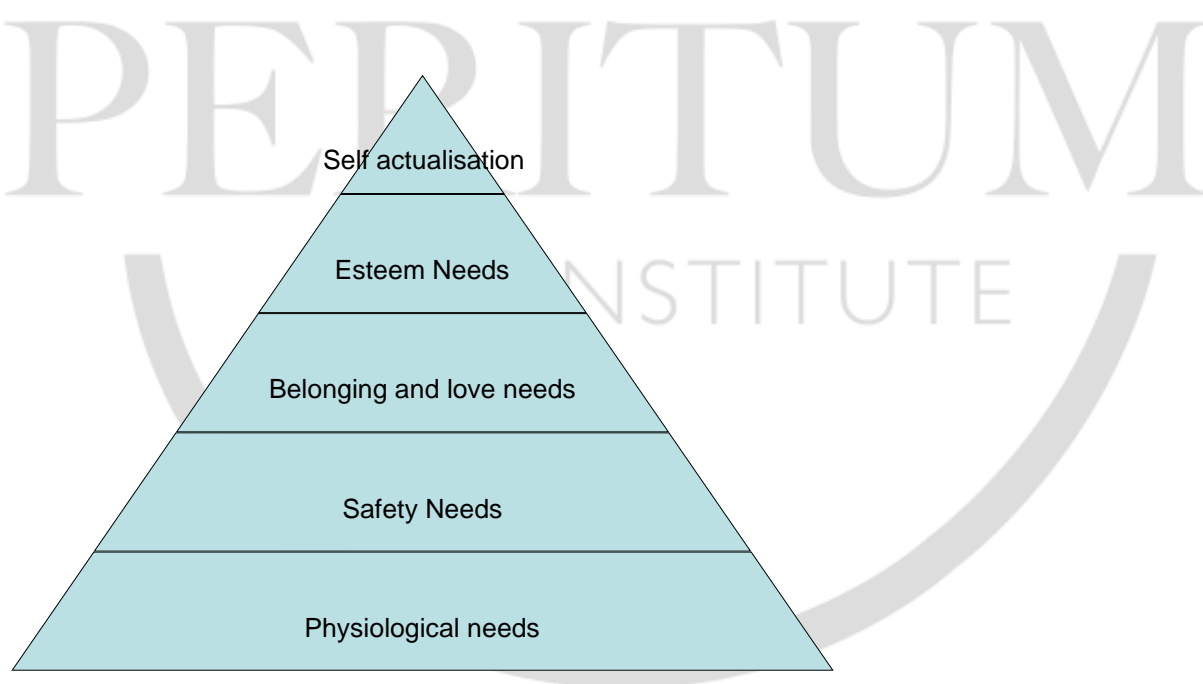 PERITUM
INSTITUTE
Self actualisation
Esteem Needs
Belonging and love needs
Safety Needs
Physiological needs